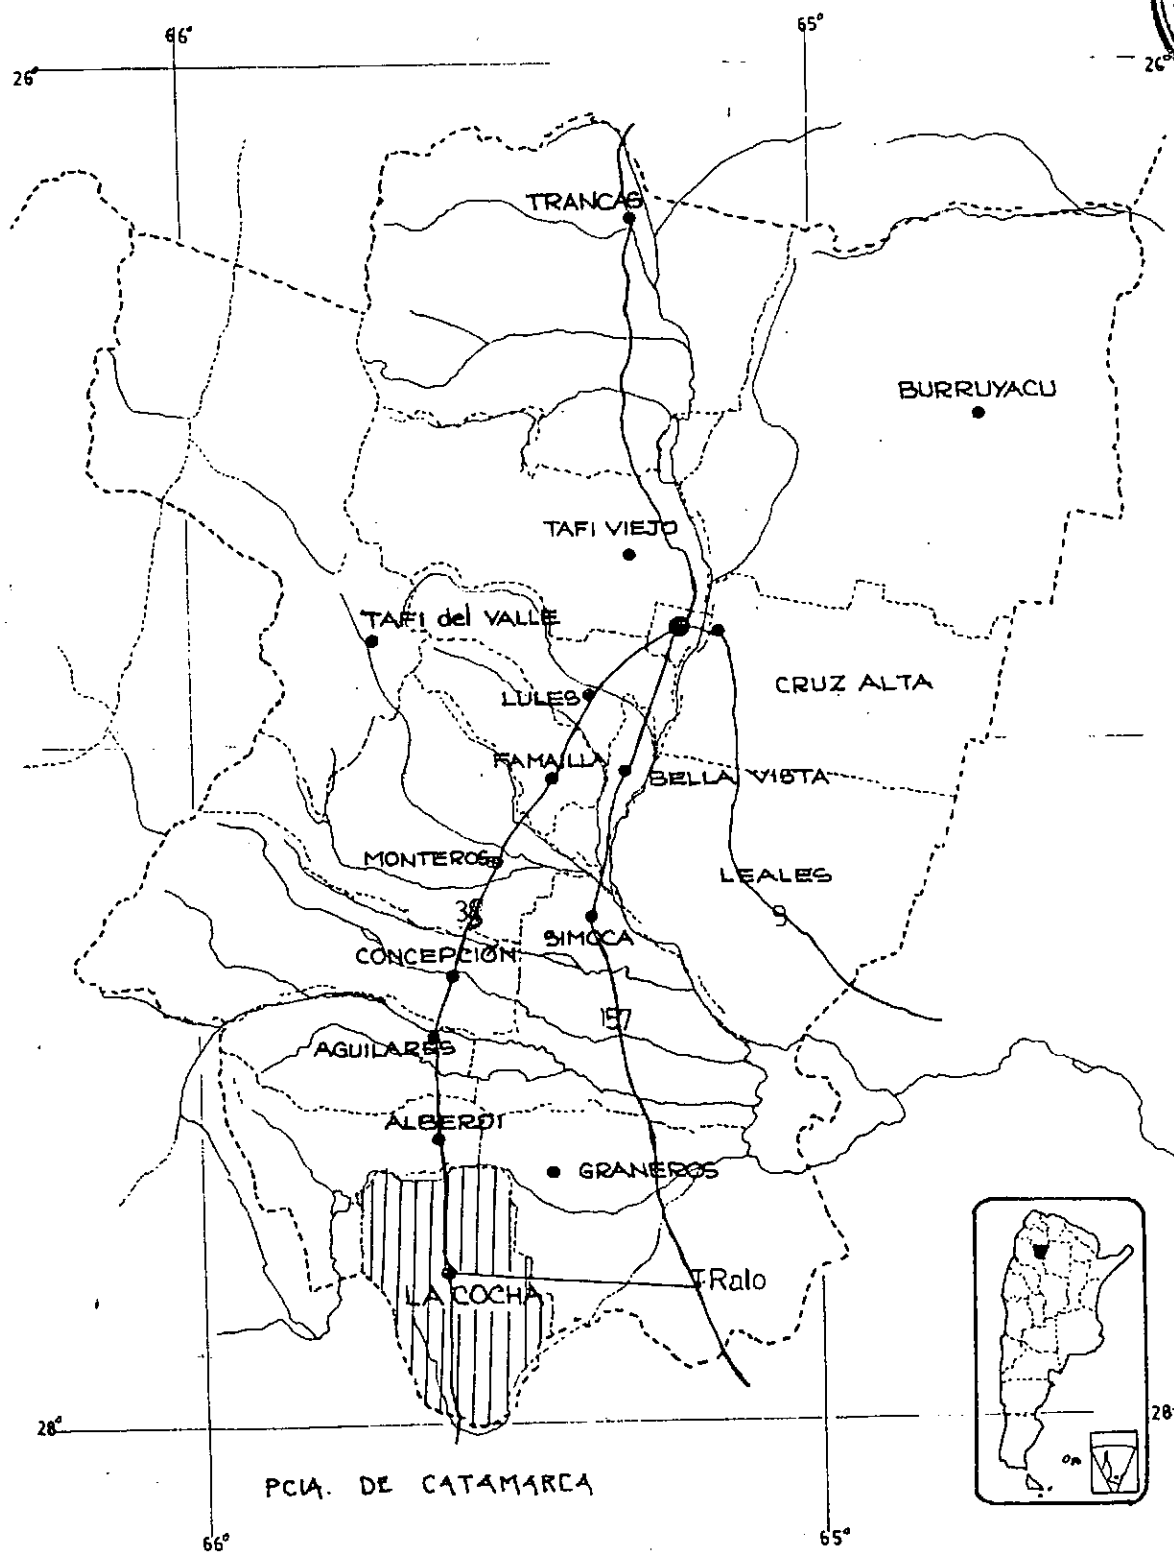 66°
65°
26°
26°
TRANCAS
BURRUYACU
TAFI VIEJO
TAFI del VALLE
CRUZ ALTA
LULES
FAMAILLA
BELLA VISTA
MONTEROS
LEALES
38
9
SIMOCA
CONCEPCIÓN
157
AGUILARES
ALBERDI
GRANEROS
T Ralo
LA COCHA
28°
28°
PCIA. DE CATAMARCA
66°
65°